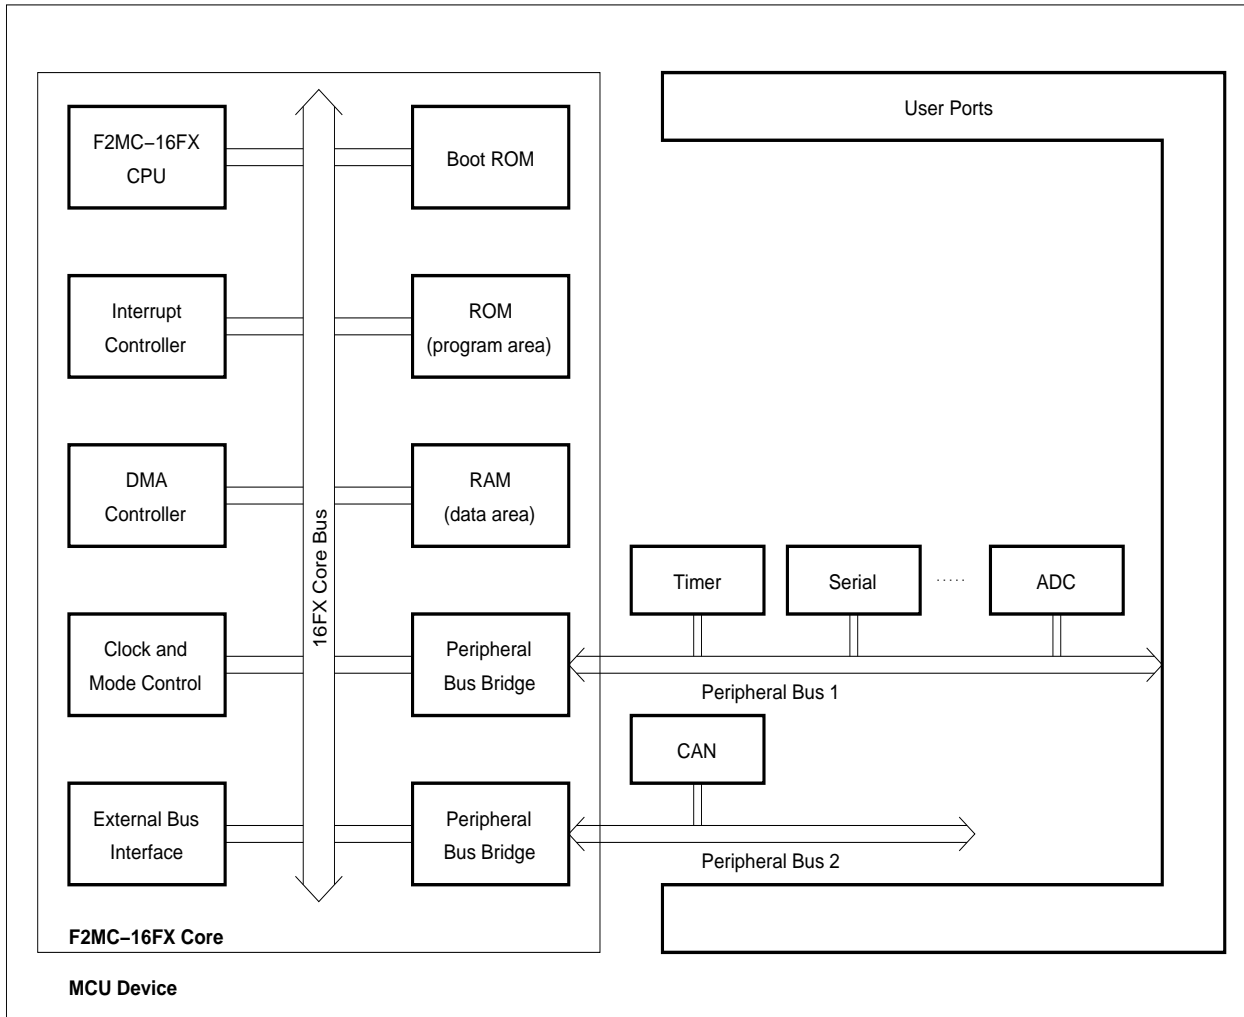 User Ports
F2MC–16FX
CPU
Boot ROM
Interrupt
Controller
ROM
(program area)
DMA
Controller
RAM
(data area)
16FX Core Bus
Timer
Serial
.....
ADC
Clock and
Mode Control
Peripheral
Bus Bridge
Peripheral Bus 1
CAN
External Bus
Interface
Peripheral
Bus Bridge
Peripheral Bus 2
F2MC–16FX Core
MCU Device